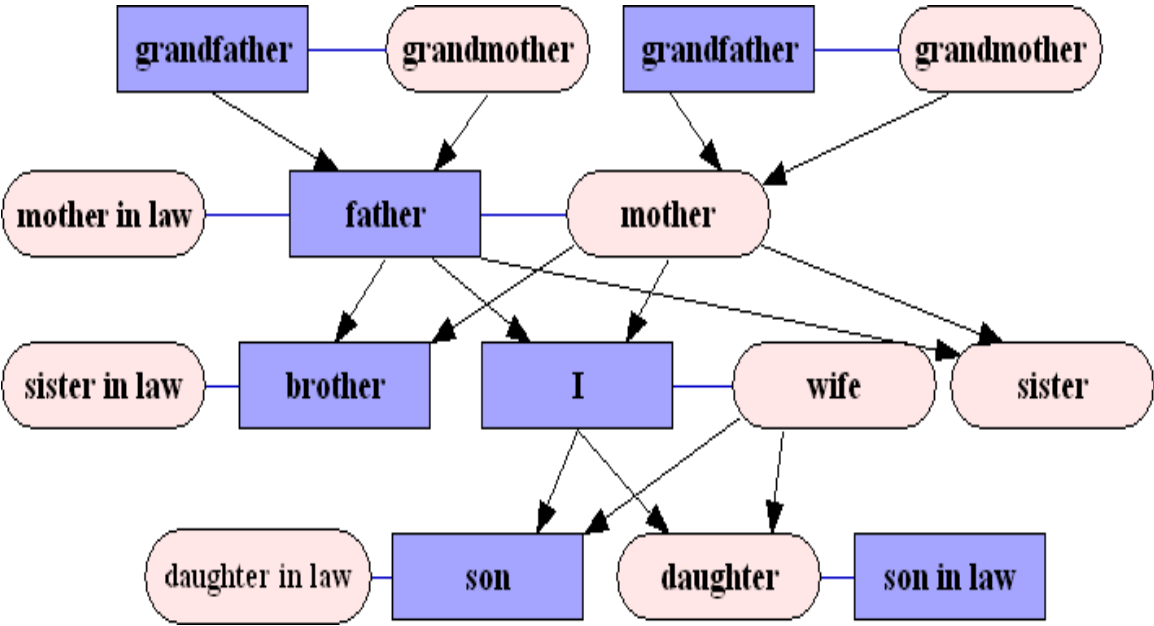 grandfather
grandmother
grandfather
grandmother
mother in law
father
mother
sister in law
brother
I
wife
sister
daughter in law
son
daughter
son in law